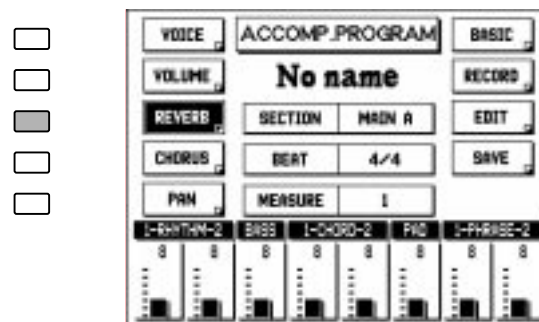 VOICE ACCOMP.PROGRAM BASIC
VOLUME No name RECORD
REVERB SECTION MAIN A EDIT
CHORUS BEAT 4/4 SAVE
PAN MEASURE 1
1-RHYTHM-2 BASS 1-CHORD-2 PAD 1-PHRASE-2
8 8 8 8 8 8 8 8